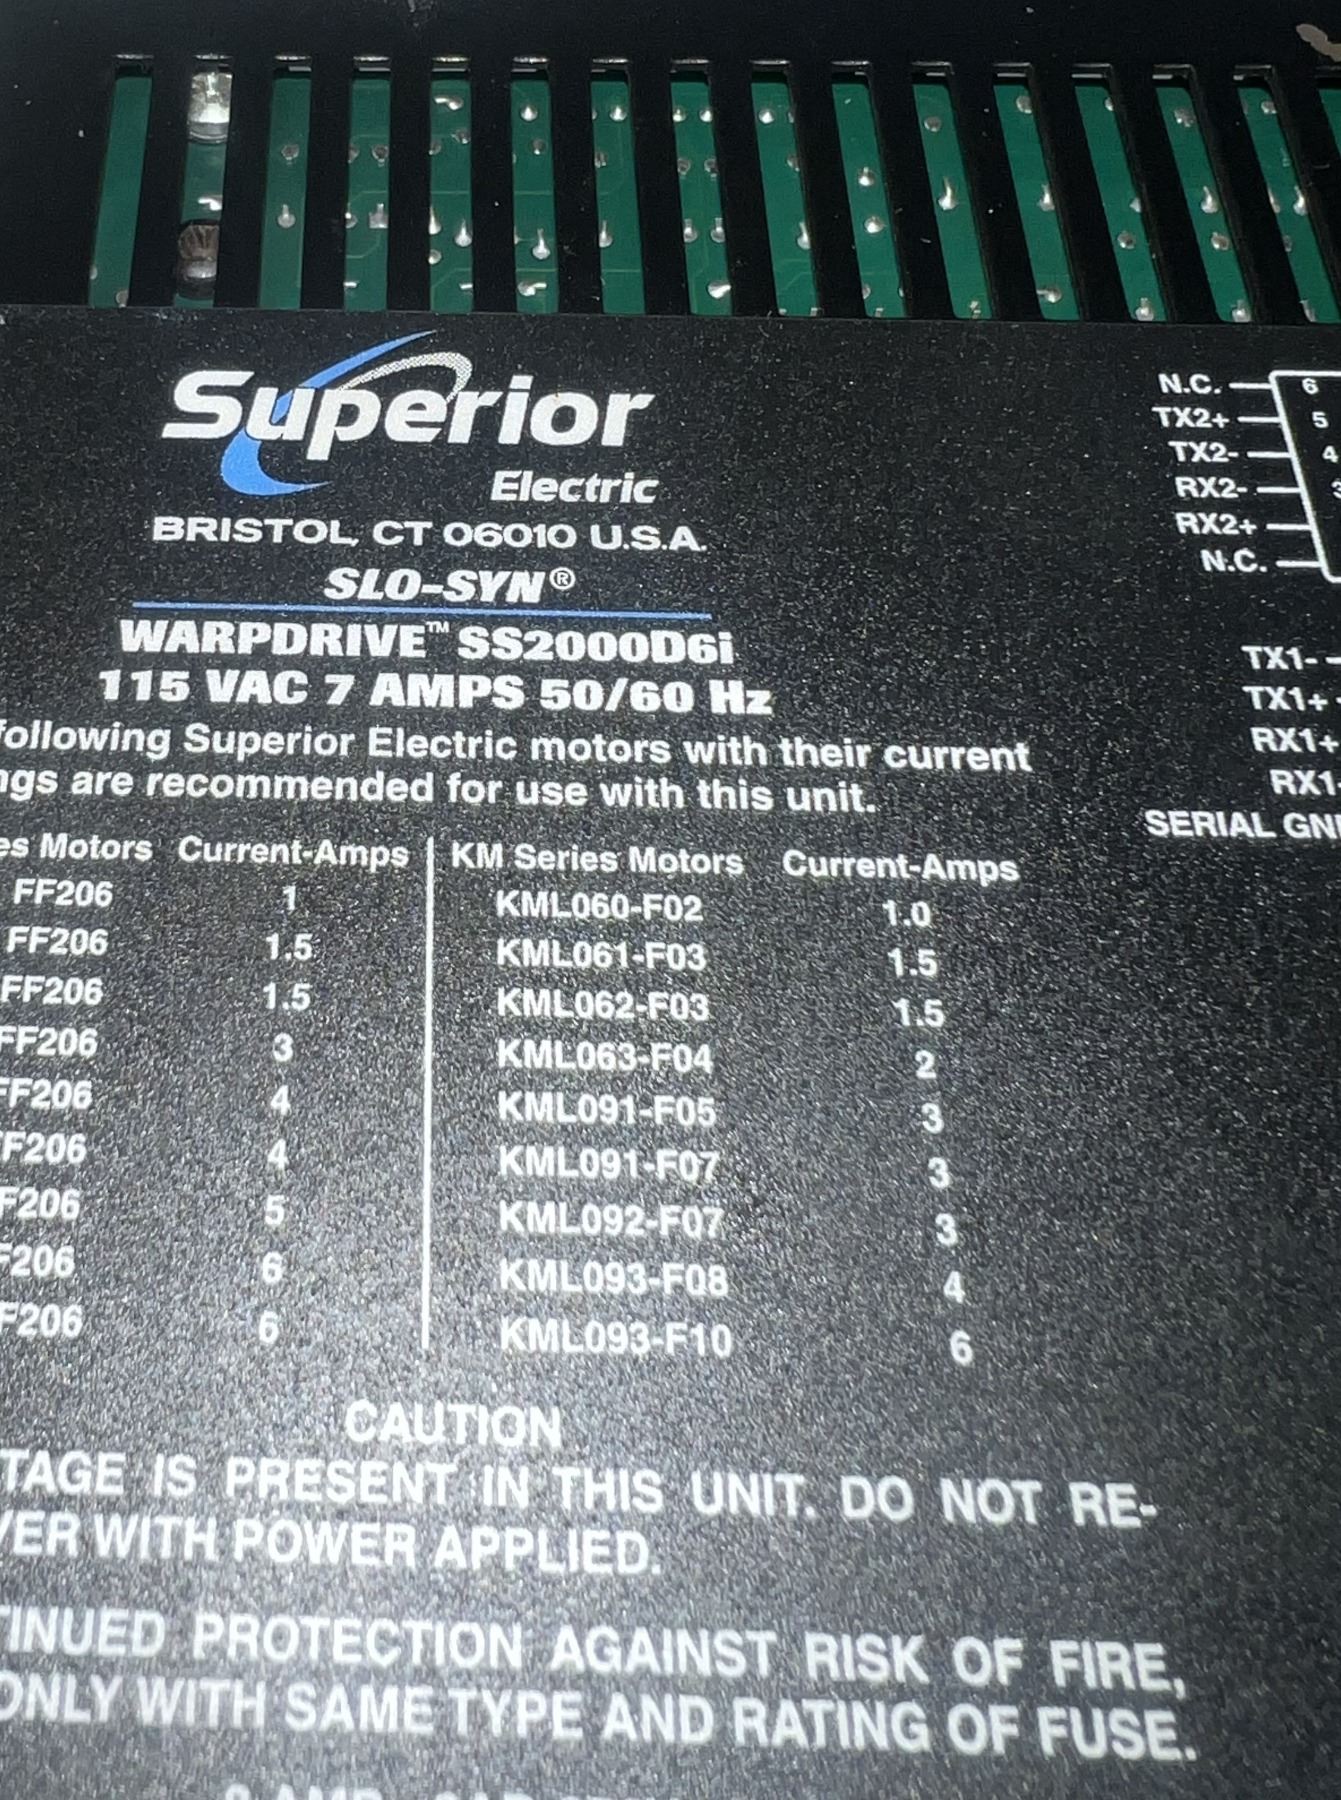 Superior
Electric
BRISTOL, CT 06010 U.S.A.
SLO-SYN®
WARPDRIVE™ SS2000D6i
115 VAC 7 AMPS 50/60 Hz
following Superior Electric motors with their current
ngs are recommended for use with this unit.
es Motors Current-Amps KM Series Motors Current-Amps
FF206 1 KML060-F02 1.0
FF206 1.5 KML061-F03 1.5
FF206 1.5 KML062-F03 1.5
FF206 3 KML063-F04 2
FF206 4 KML091-F05 3
F206 4 KML091-F07 3
F206 5 KML092-F07 3
F206 6 KML093-F08 4
F206 6 KML093-F10 6
CAUTION
TAGE IS PRESENT IN THIS UNIT. DO NOT RE-
VER WITH POWER APPLIED.
TINUED PROTECTION AGAINST RISK OF FIRE,
ONLY WITH SAME TYPE AND RATING OF FUSE.
N.C. 6
TX2+ 5
TX2- 4
RX2- 3
RX2+
N.C.
TX1-
TX1+
RX1+
RX1
SERIAL GN